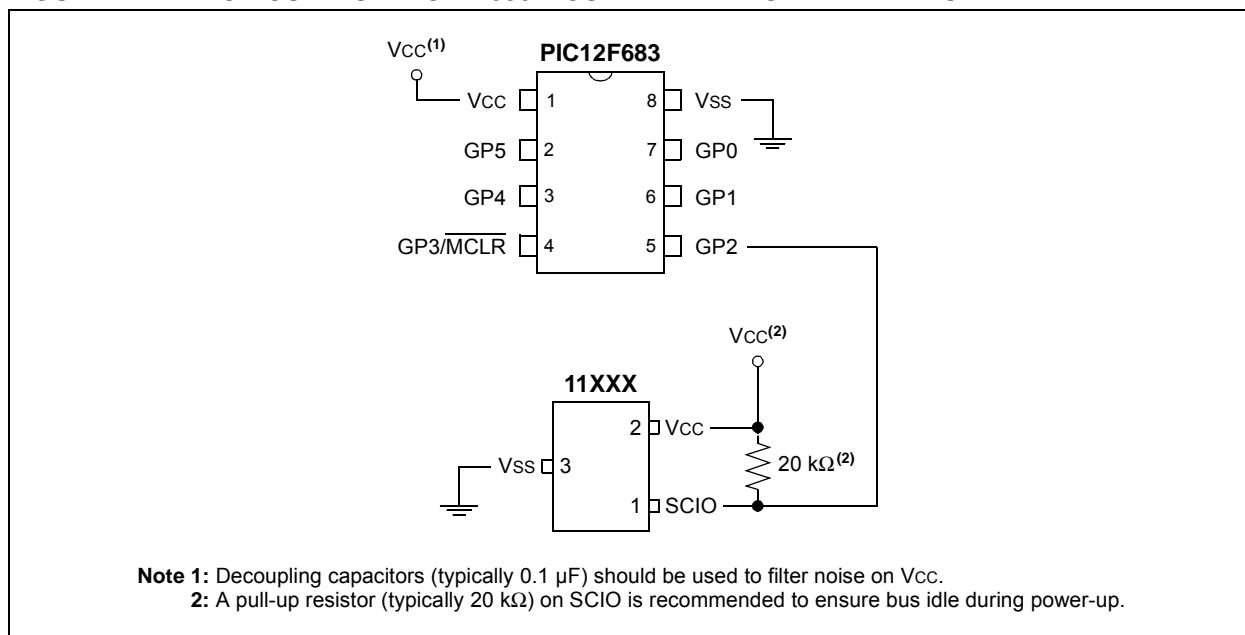 VCC(1)
PIC12F683
VCC 1 8 VSS
GP5 2 7 GP0
GP4 3 6 GP1
GP3/MCLR 4 5 GP2
VCC(2)
11XXX
2 VCC
20 kΩ(2)
VSS 3
1 SCIO
Note 1: Decoupling capacitors (typically 0.1 µF) should be used to filter noise on VCC.
2: A pull-up resistor (typically 20 kΩ) on SCIO is recommended to ensure bus idle during power-up.